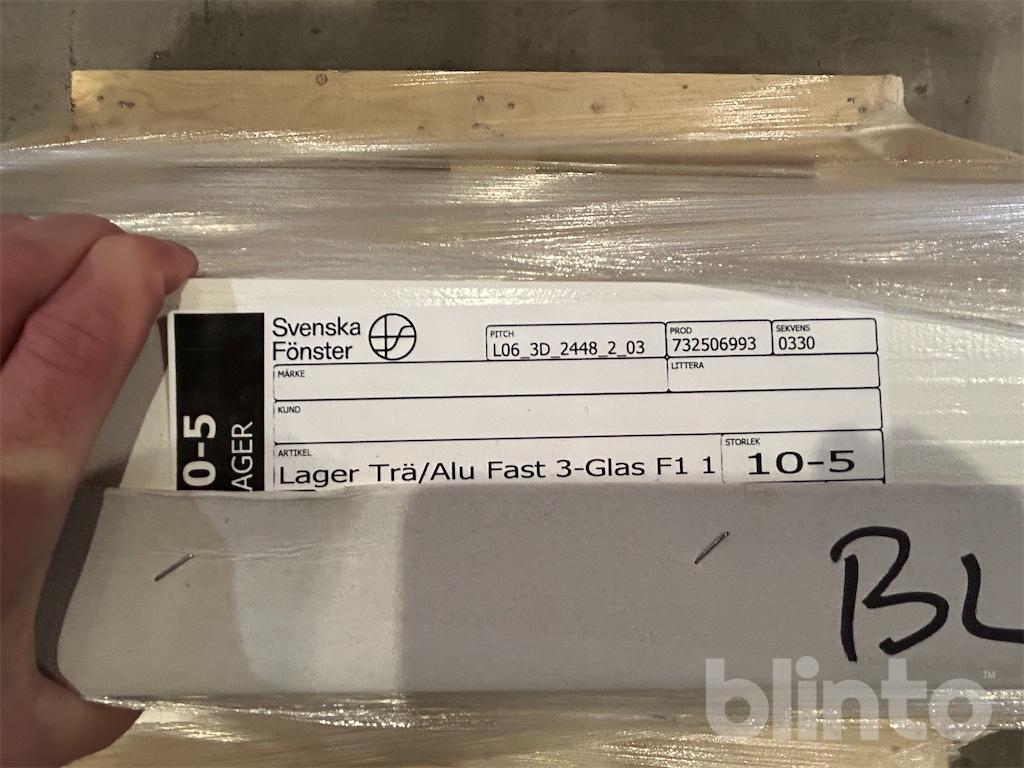 Svenska
Fönster
PITCH
L06_3D_2448_2_03
PROD
732506993
SEKVENS
0330
MÄRKE
LITTERA
KUND
ARTIKEL
Lager Trä/Alu Fast 3-Glas F1 1
STORLEK
10-5
0-5
AGER
BL
blinto™